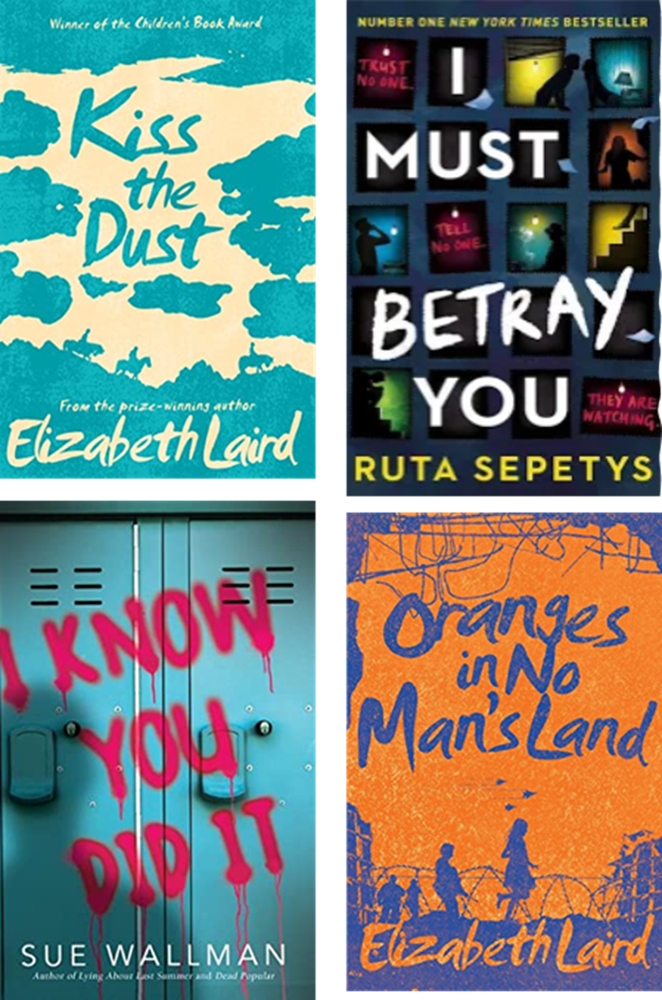 Winner of the Children's Book Award
Kiss
the
Dust
From the prize-winning author
Elizabeth Laird
NUMBER ONE NEW YORK TIMES BESTSELLER
TRUST
NO ONE.
I
MUST
TELL
NO ONE.
BETRAY
YOU
THEY ARE
WATCHING.
RUTA SEPETYS
I KNOW
YOU
DID IT
SUE WALLMAN
Author of Lying About Last Summer and Dead Popular
Oranges
in No
Man's Land
Elizabeth Laird